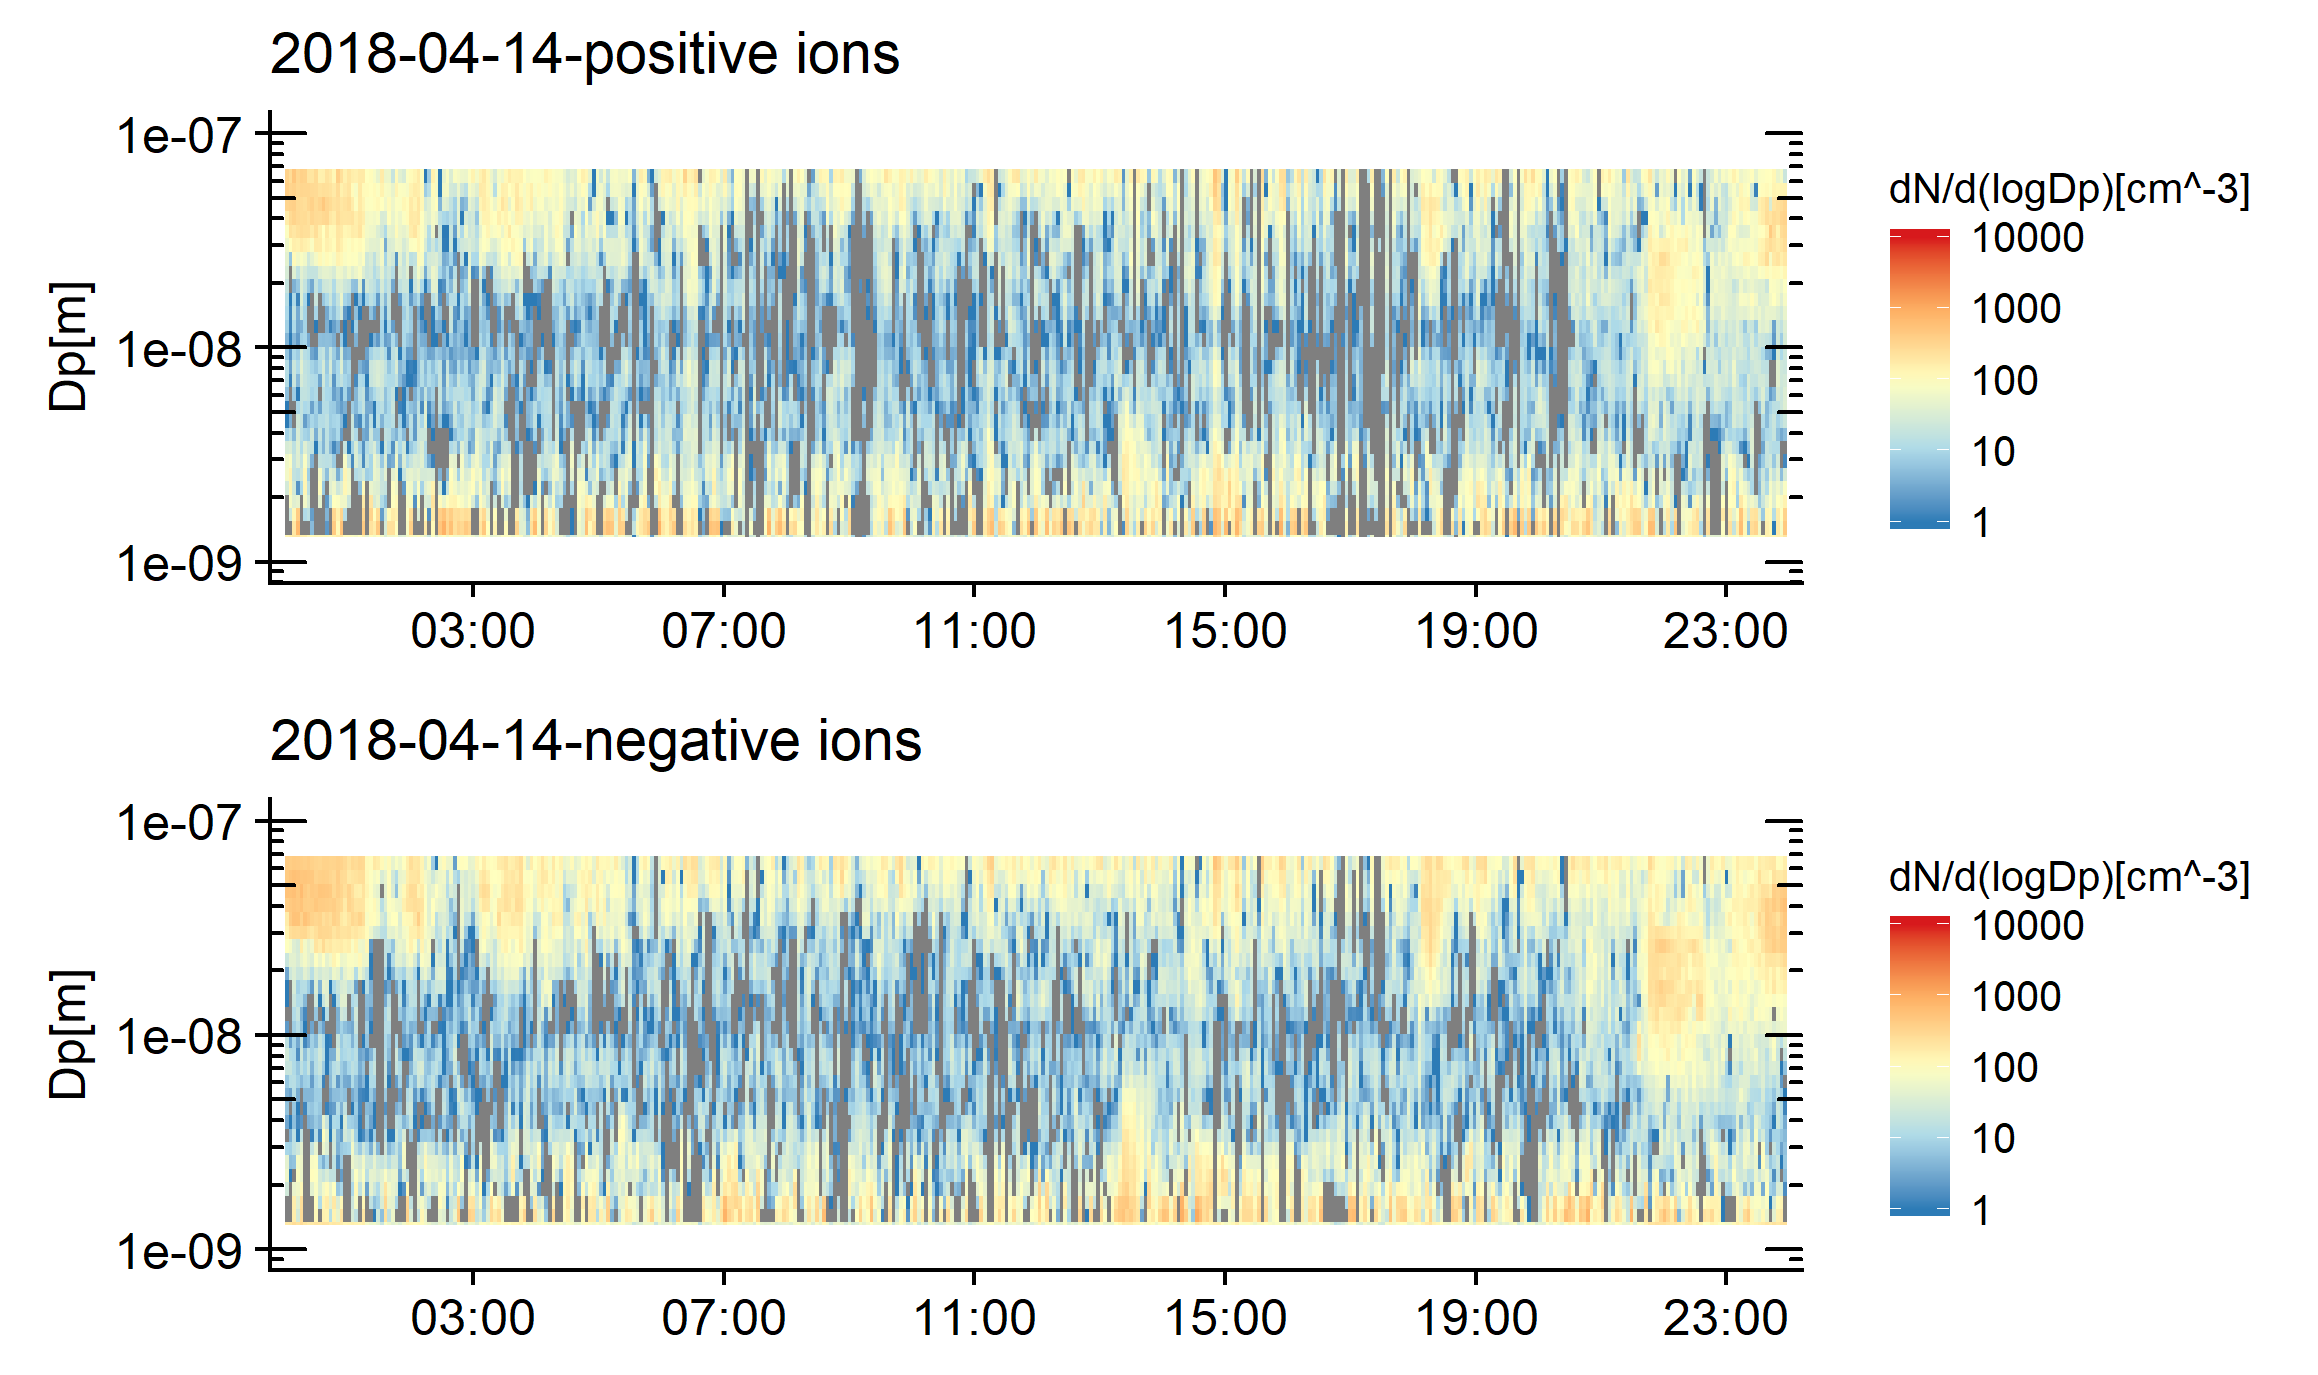 2018-04-14-positive ions
1e-07
1e-08
1e-09
Dp[m]
03:00 07:00 11:00 15:00 19:00 23:00
dN/d(logDp)[cm^-3]
10000
1000
100
10
1
2018-04-14-negative ions
1e-07
1e-08
1e-09
Dp[m]
03:00 07:00 11:00 15:00 19:00 23:00
dN/d(logDp)[cm^-3]
10000
1000
100
10
1